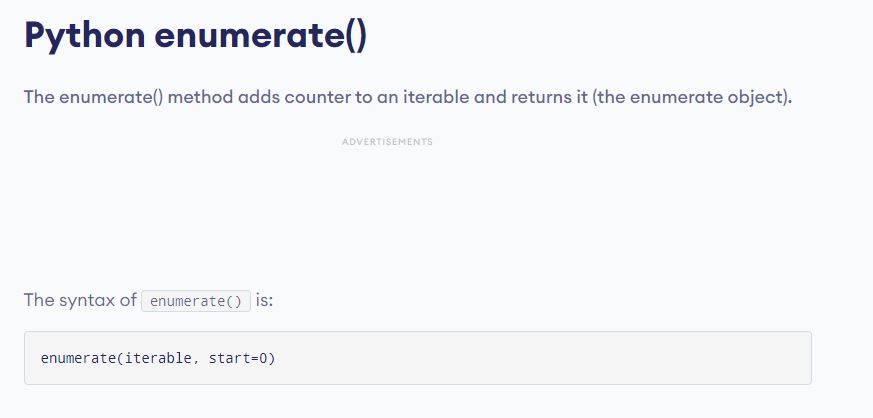 Python enumerate()
The enumerate() method adds counter to an iterable and returns it (the enumerate object).
ADVERTISEMENTS
The syntax of enumerate() is:
enumerate(iterable, start=0)